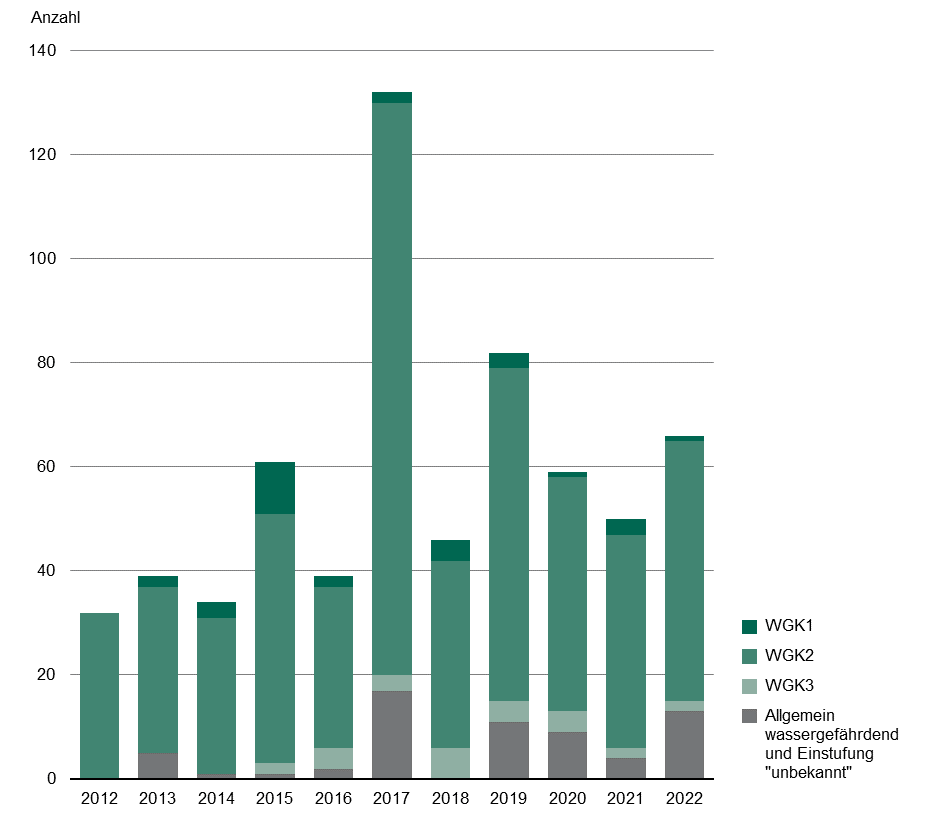 Anzahl
140
120
100
80
60
40
20
0
2012 2013 2014 2015 2016 2017 2018 2019 2020 2021 2022
WGK1
WGK2
WGK3
Allgemein
wassergefährdend
und Einstufung
"unbekannt"